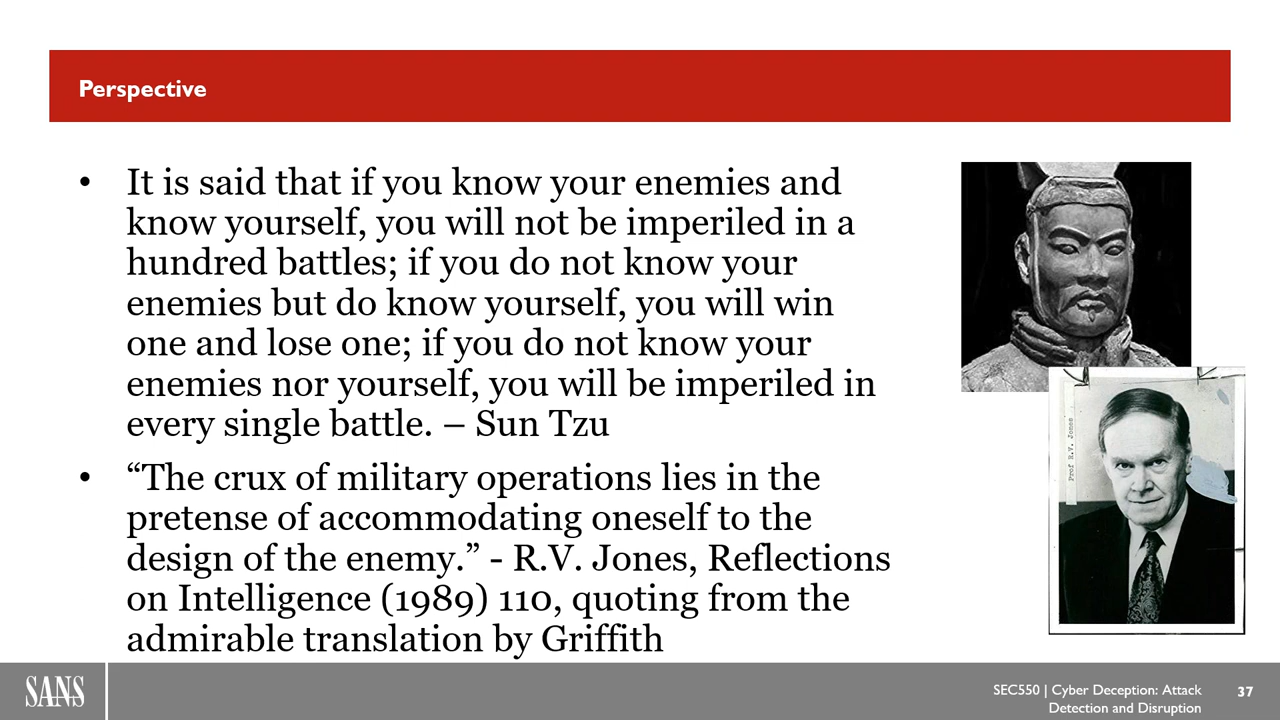 Perspective
• It is said that if you know your enemies and
know yourself, you will not be imperiled in a
hundred battles; if you do not know your
enemies but do know yourself, you will win
one and lose one; if you do not know your
enemies nor yourself, you will be imperiled in
every single battle. – Sun Tzu
• “The crux of military operations lies in the
pretense of accommodating oneself to the
design of the enemy.” - R.V. Jones, Reflections
on Intelligence (1989) 110, quoting from the
admirable translation by Griffith
Prof R.V. Jones
SANS
SEC550 | Cyber Deception: Attack
Detection and Disruption
37